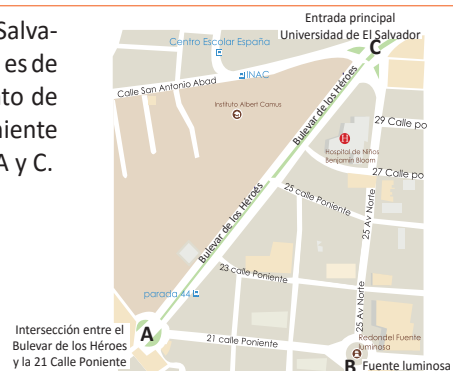 Salva-
es de
to de
niente
A y C.
Entrada principal
Universidad de El Salvador
C
Centro Escolar España
INAC
Calle San Antonio Abad
Instituto Albert Camus
Bulevar de los Héroes
29 Calle po
Hospital de Niños
Benjamin Bloom
27 Calle po
25 calle Poniente
25 Av Norte
Bulevar de los Héroes
23 calle Poniente
25 Av Norte
parada 44
A
21 calle Poniente
Redondel Fuente
luminosa
B Fuente luminosa
Intersección entre el
Bulevar de los Héroes
y la 21 Calle Poniente